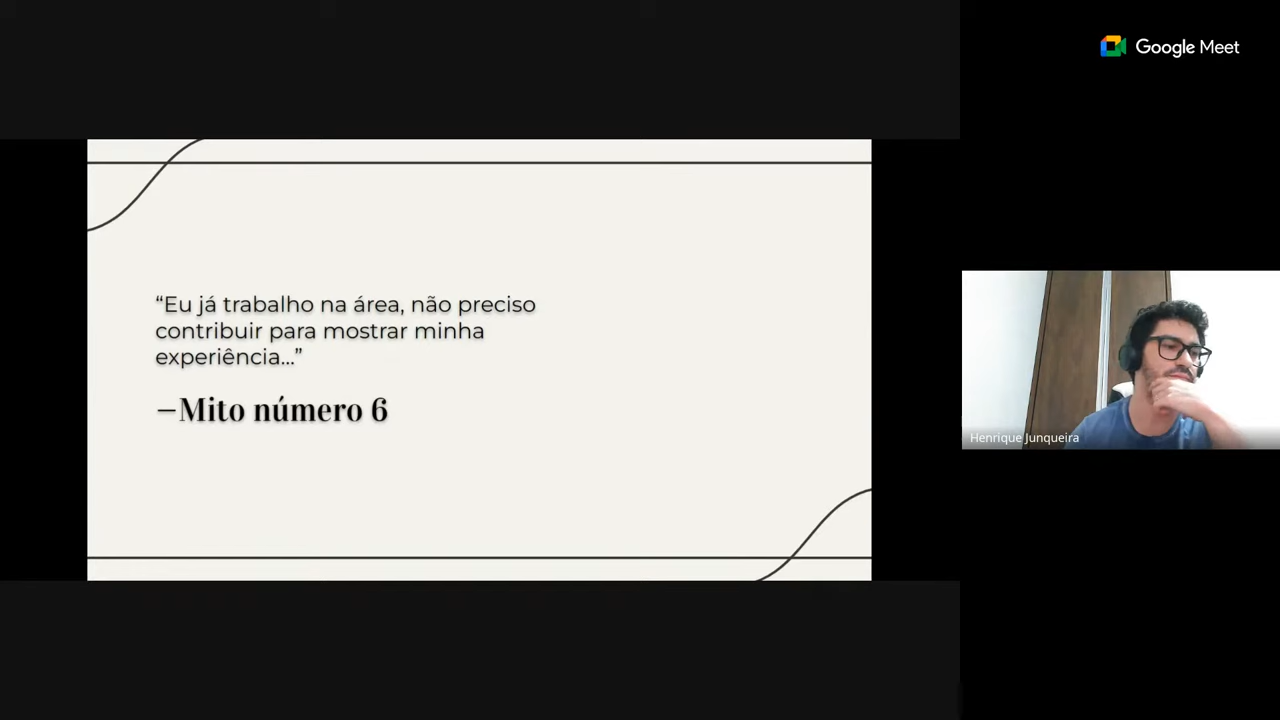 Google Meet
“Eu já trabalho na área, não preciso
contribuir para mostrar minha
experiência...”
—Mito número 6
Henrique Junqueira